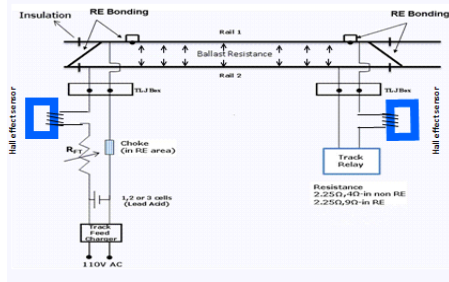 Insulation
RE Bonding
Rail 1
RE Bonding
Ballast Resistance
Rail 2
TLJ Box
TLJ Box
Hall effect sensor
Hall effect sensor
RFT
Choke
(in RE area)
1,2 or 3 cells
(Lead Acid)
Track
Feed
Charger
110V AC
Track
Relay
Resistance
2.25Ω,4Ω-in non RE
2.25Ω,9Ω-in RE